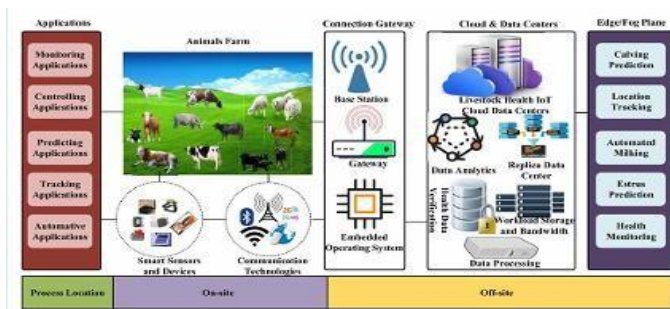 Applications
Monitoring
Applications
Controlling
Applications
Predicting
Applications
Tracking
Applications
Automative
Applications
Animals Farm
Smart Sensors
and Devices
Communication
Technologies
Connection Gateway
Base Station
Gateway
Embedded
Operating System
Cloud & Data Centers
Livestock Health IoT
Cloud Data Centers
Data Analytics
Replica Data
Center
Health Data
Verification
Workload Storage
and Bandwidth
Data Processing
Edge/Fog Plane
Calving
Prediction
Location
Tracking
Automated
Milking
Estrus
Prediction
Health
Monitoring
Process Location
On-site
Off-site